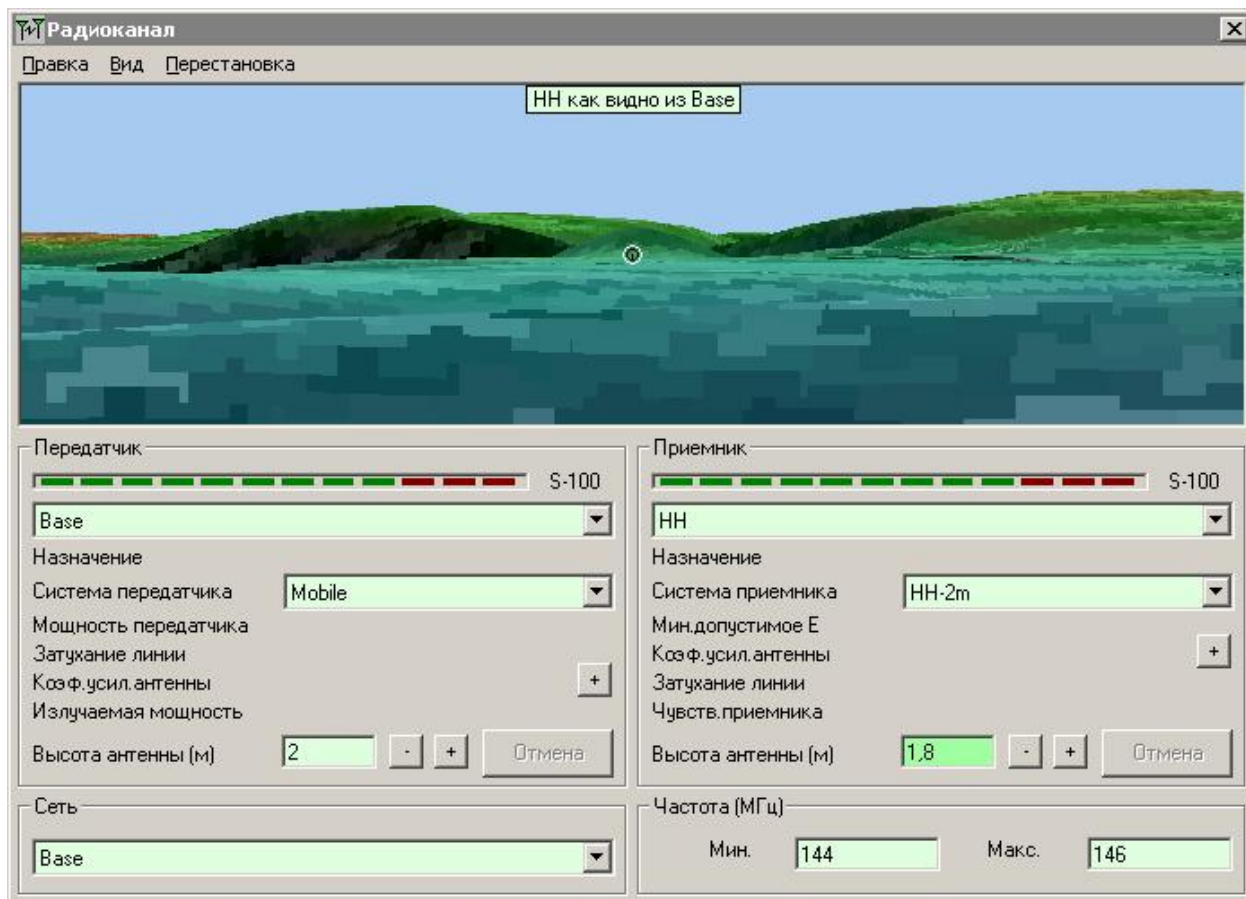 Радиоканал
Правка Вид Перестановка
НН как видно из Base
Передатчик
S-100
Base
Назначение
Система передатчика Mobile
Мощность передатчика
Затухание линии
Коэф.усил.антенны +
Излучаемая мощность
Высота антенны (м) 2 - + Отмена
Приемник
S-100
HH
Назначение
Система приемника HH-2m
Мин.допустимое E
Коэф.усил.антенны +
Затухание линии
Чувств.приемника
Высота антенны (м) 1,8 - + Отмена
Сеть
Base
Частота (МГц)
Мин. 144 Макс. 146